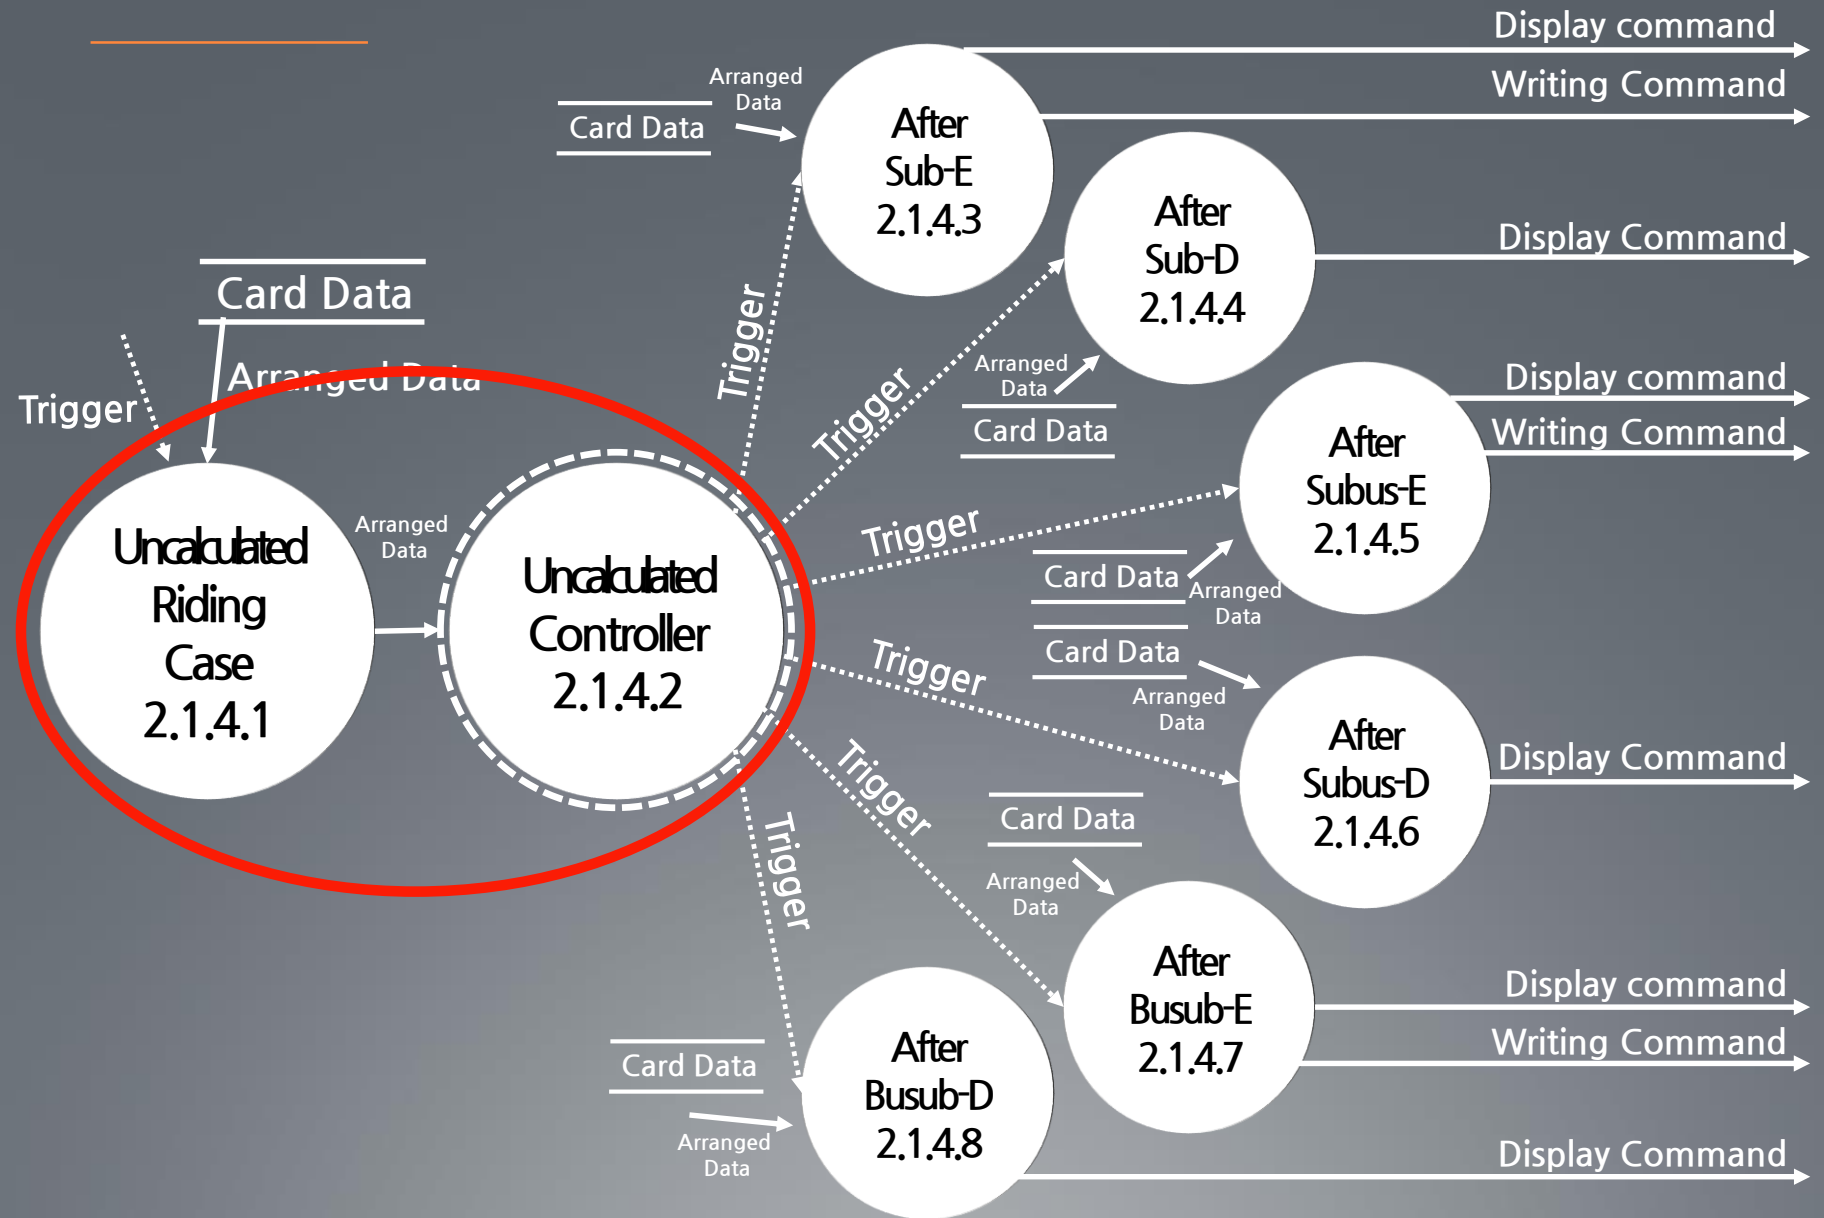 Display command
Writing Command
Arranged
Data
Card Data
After
Sub-E
2.1.4.3
After
Sub-D
2.1.4.4
Display Command
Card Data
Arranged Data
Trigger
Trigger
Trigger
Arranged
Data
Card Data
Display command
Writing Command
After
Subus-E
2.1.4.5
Trigger
Card Data
Arranged
Data
Uncalculated
Riding
Case
2.1.4.1
Arranged
Data
Uncalculated
Controller
2.1.4.2
Trigger
Card Data
Arranged
Data
After
Subus-D
2.1.4.6
Display Command
Trigger
Trigger
Card Data
Arranged
Data
After
Busub-E
2.1.4.7
Display command
Writing Command
Card Data
Arranged
Data
After
Busub-D
2.1.4.8
Display Command